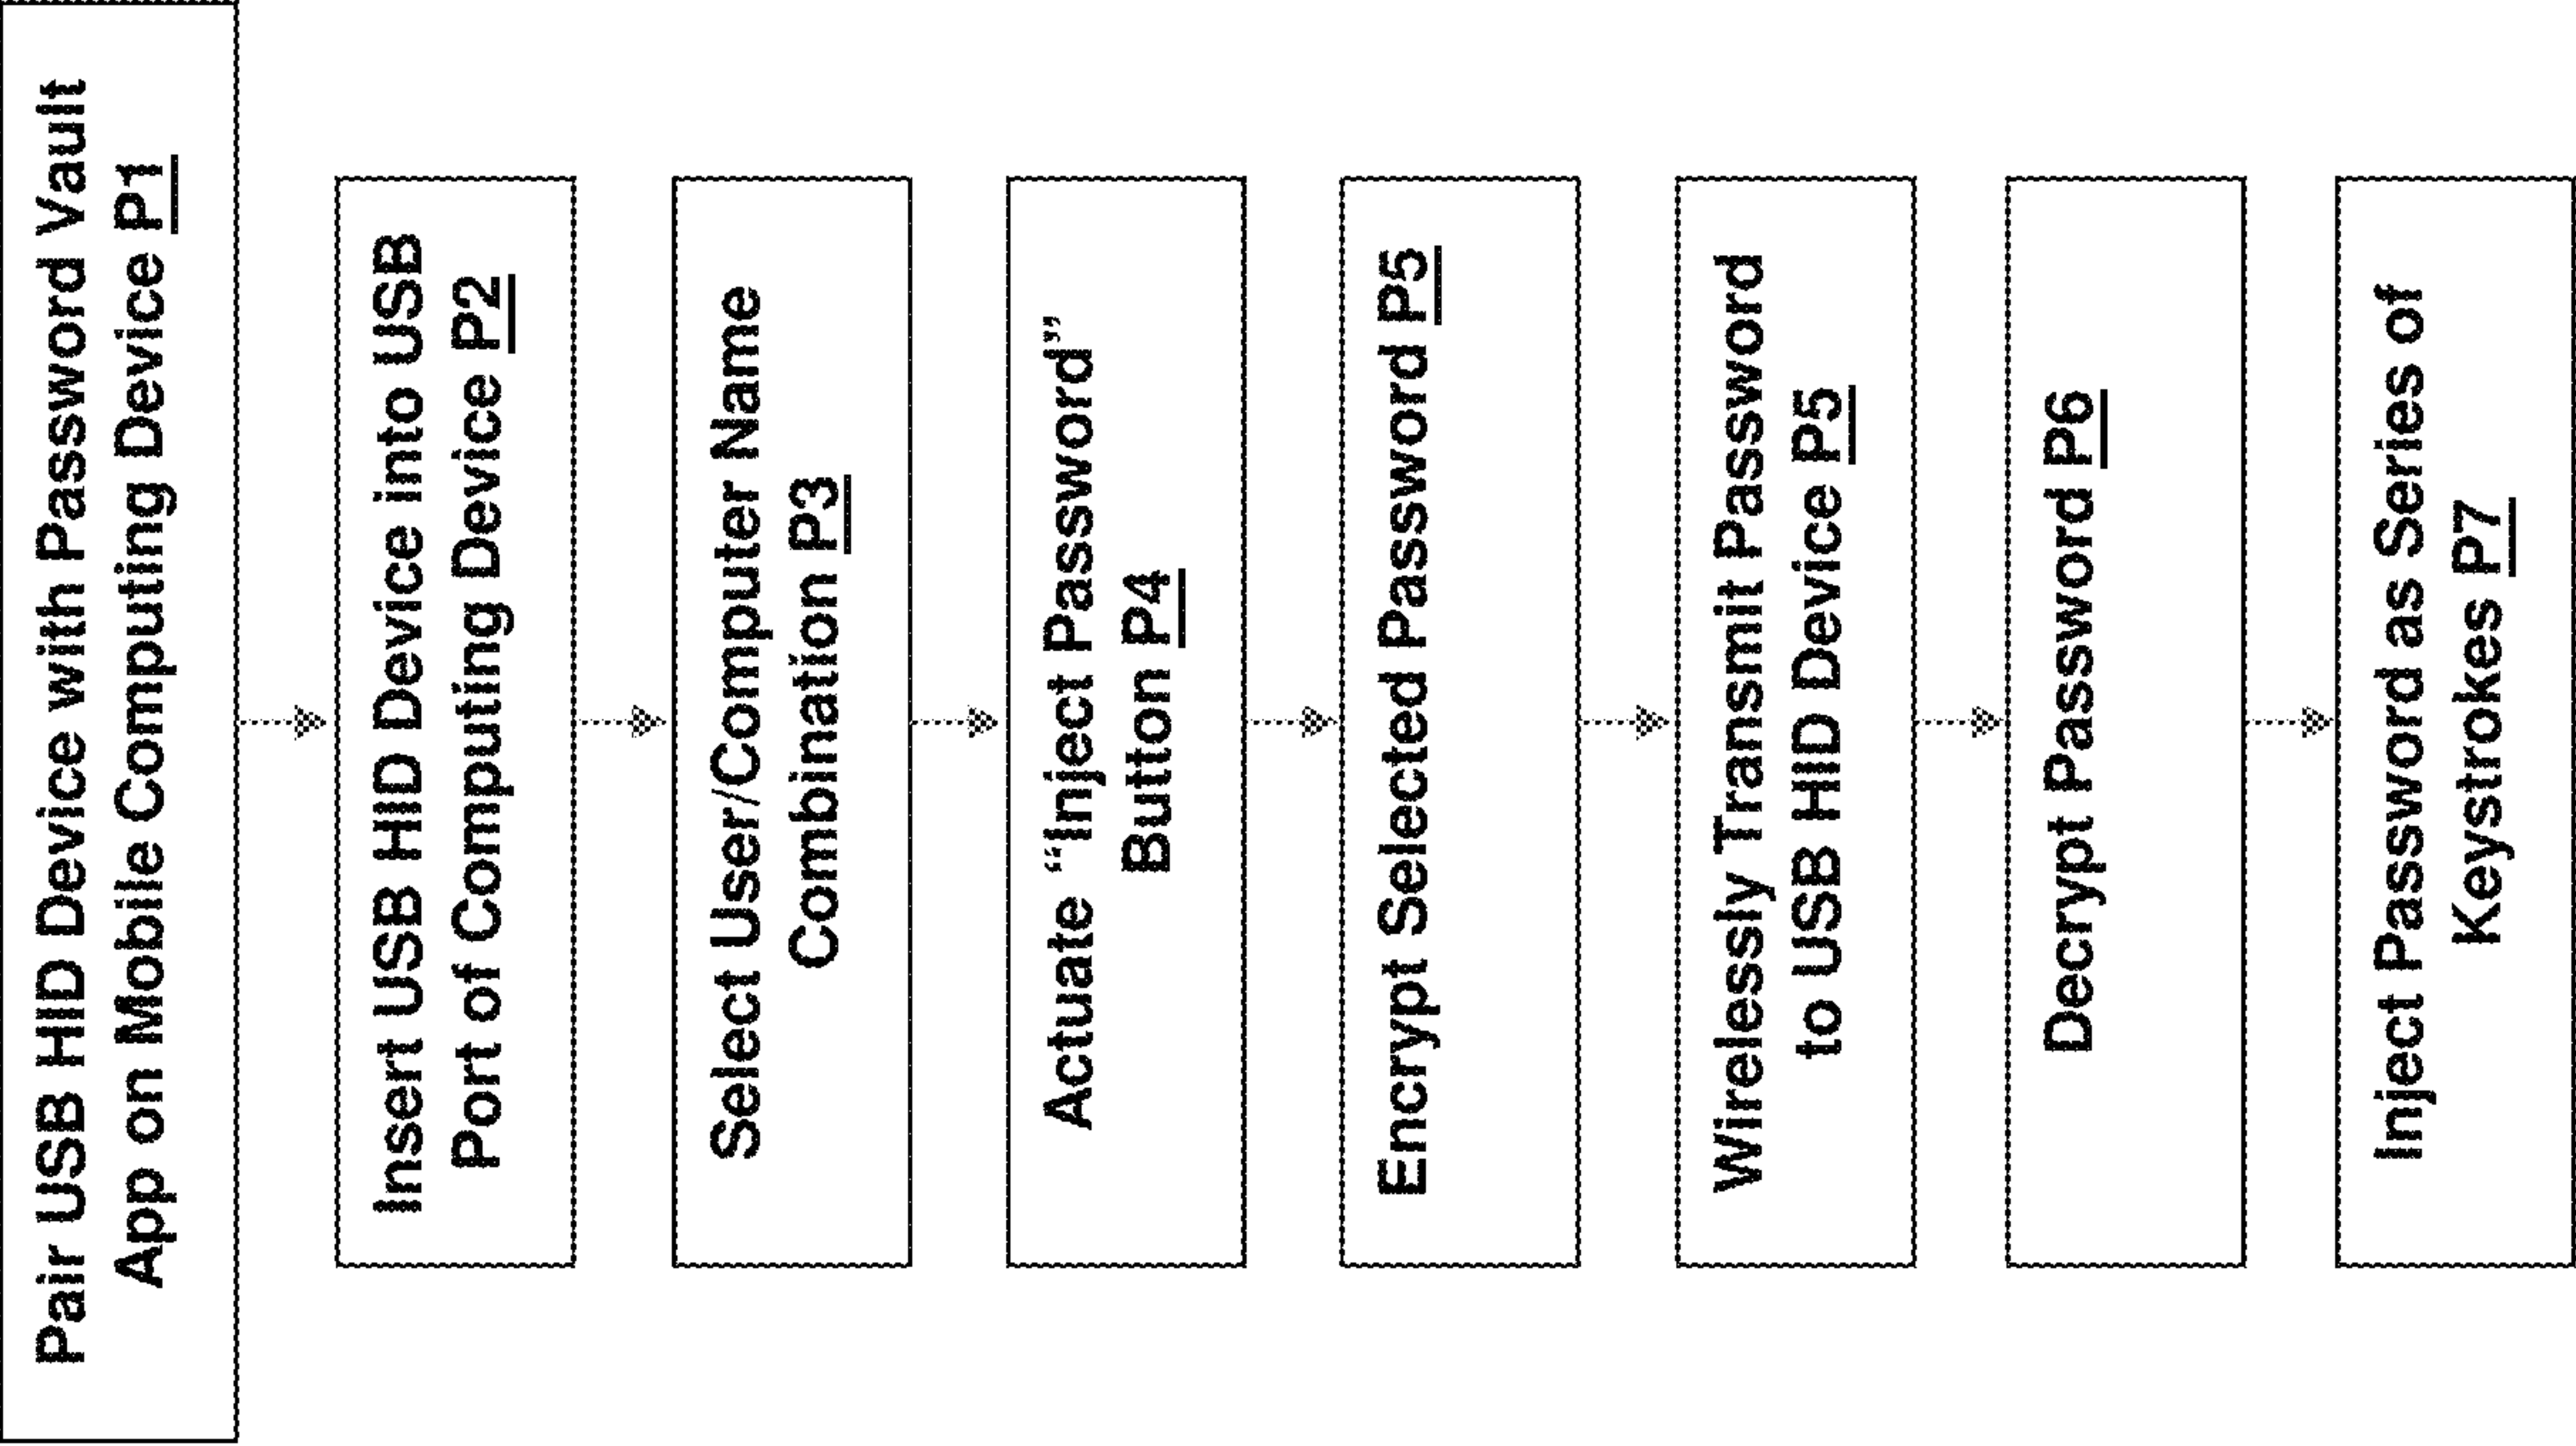 Pair USB HID Device with Password Vault
App on Mobile Computing Device P1
Insert USB HID Device into USB
Port of Computing Device P2
Select User/Computer Name
Combination P3
Actuate “Inject Password”
Button P4
Encrypt Selected Password P5
Wirelessly Transmit Password
to USB HID Device P5
Decrypt Password P6
Inject Password as Series of
Keystrokes P7